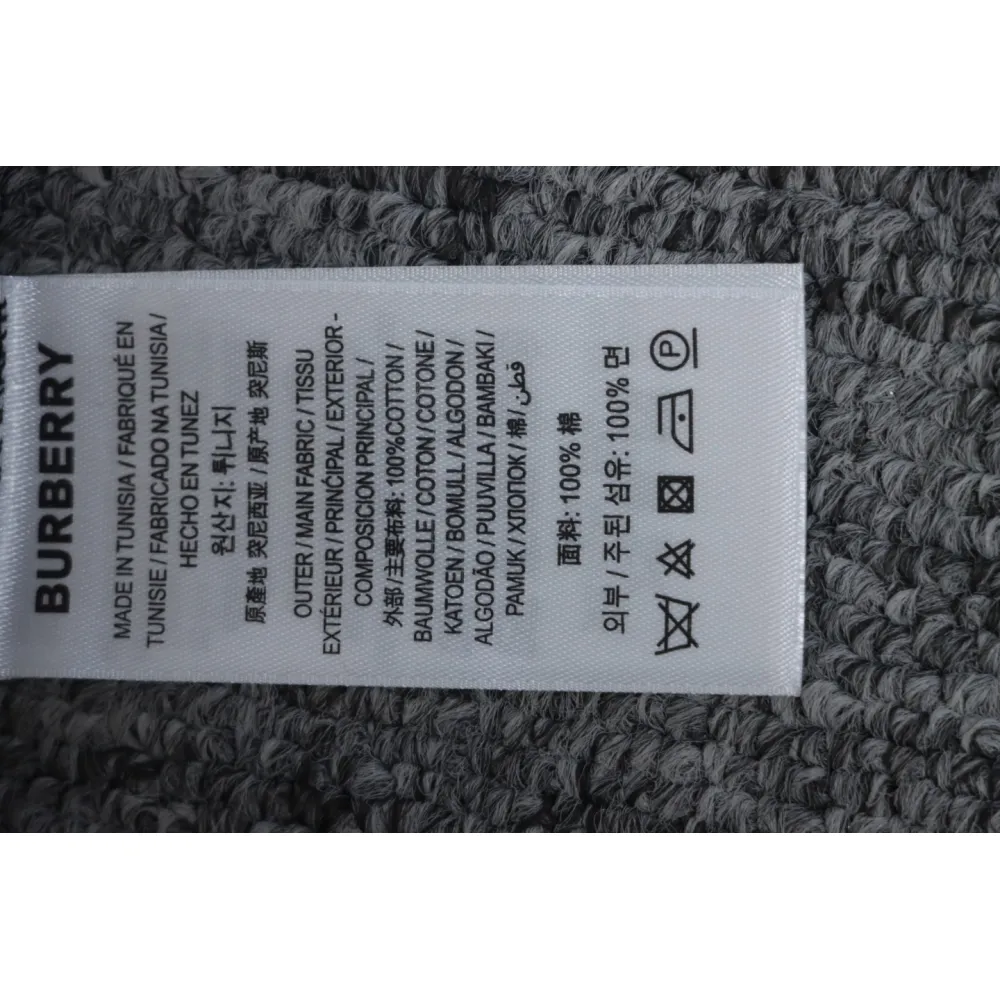 BURBERRY
MADE IN TUNISIA / FABRIQUÉ EN
TUNISIE / FABRICADO NA TUNISIA /
HECHO EN TUNEZ
원산지: 튀니지
原產地 突尼西亚 / 原产地 突尼斯
OUTER / MAIN FABRIC / TISSU
EXTÉRIEUR / PRINCIPAL / EXTERIOR -
COMPOSICION PRINCIPAL /
外部 / 主要布料: 100%COTTON /
BAUMWOLLE / COTON / COTONE /
KATOEN / BOMULL / ALGODON /
ALGODÃO / PUUVILLA / BAMBAKI /
PAMUK / ХІПОТОК / 棉 / قطن
面料: 100% 棉
외부 / 주된 섬유: 100% 면
P